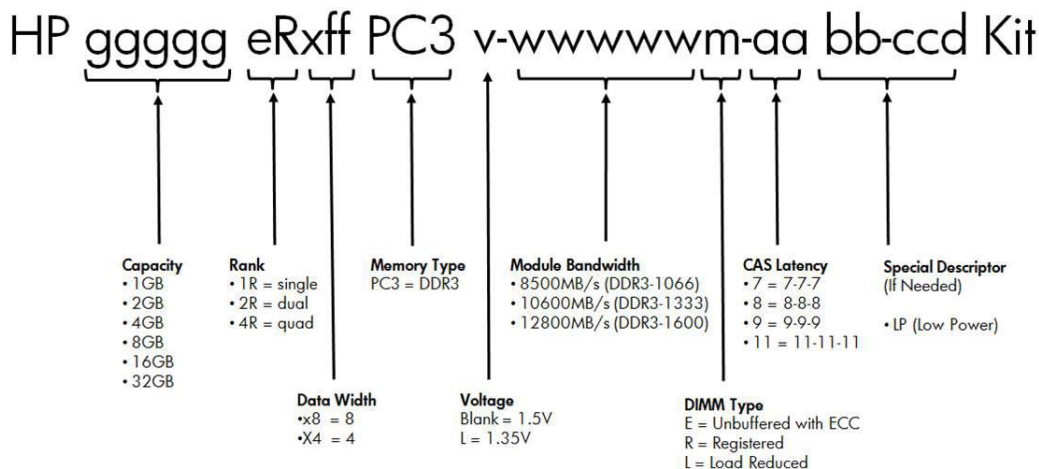 HP ggggg eRxff PC3 v-wwwwwm-aa bb-ccd Kit
Capacity
• 1GB
• 2GB
• 4GB
• 8GB
• 16GB
• 32GB
Rank
• 1R = single
• 2R = dual
• 4R = quad
Memory Type
PC3 = DDR3
Module Bandwidth
• 8500MB/s (DDR3-1066)
• 10600MB/s (DDR3-1333)
• 12800MB/s (DDR3-1600)
CAS Latency
• 7 = 7-7-7
• 8 = 8-8-8
• 9 = 9-9-9
• 11 = 11-11-11
Special Descriptor
(If Needed)
• LP (Low Power)
Data Width
•x8 = 8
•X4 = 4
Voltage
Blank = 1.5V
L = 1.35V
DIMM Type
E = Unbuffered with ECC
R = Registered
L = Load Reduced